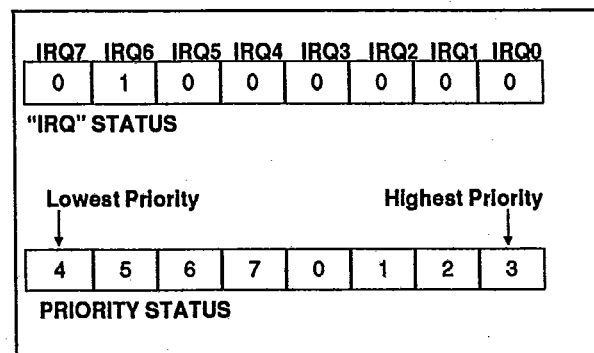 IRQ7 IRQ6 IRQ5 IRQ4 IRQ3 IRQ2 IRQ1 IRQ0
0 1 0 0 0 0 0 0
"IRQ" STATUS
Lowest Priority Highest Priority
4 5 6 7 0 1 2 3
PRIORITY STATUS